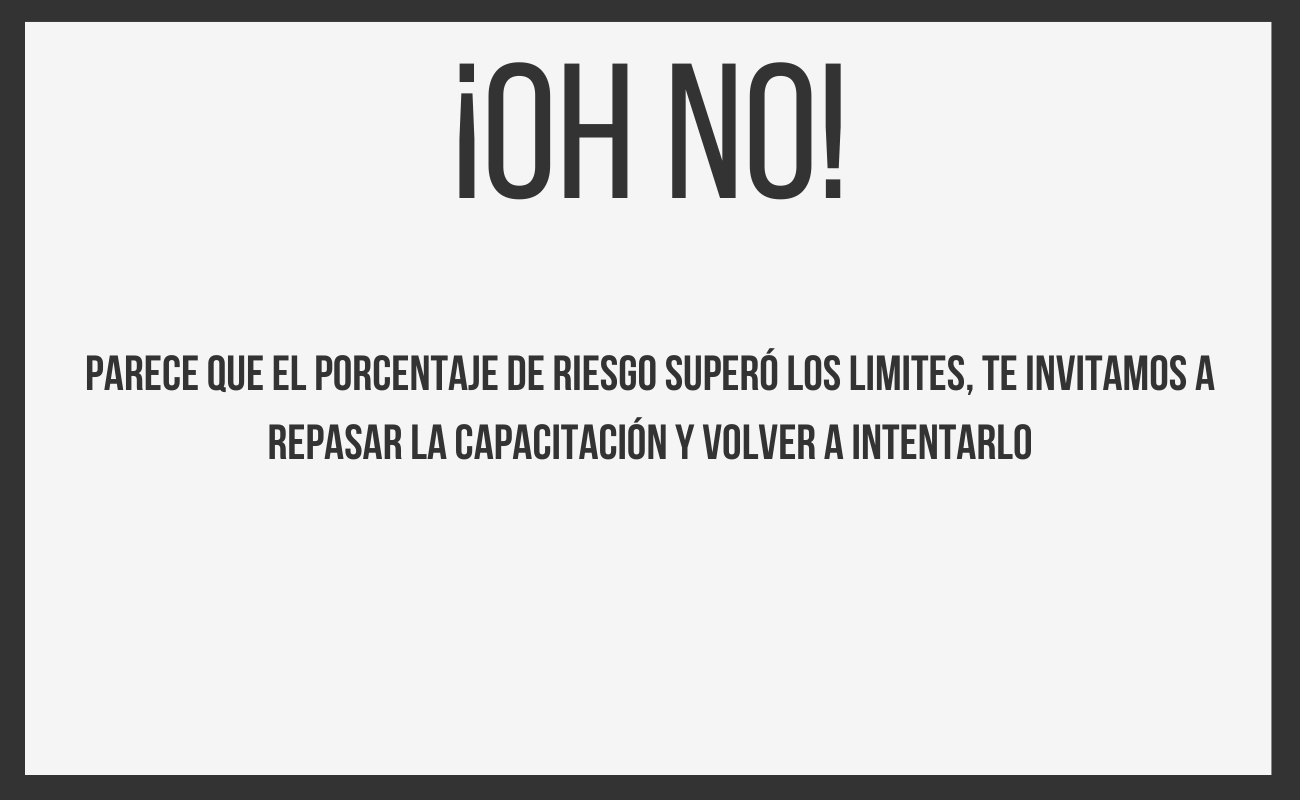 ¡OH NO!
PARECE QUE EL PORCENTAJE DE RIESGO SUPERÓ LOS LIMITES, TE INVITAMOS A
REPASAR LA CAPACITACIÓN Y VOLVER A INTENTARLO